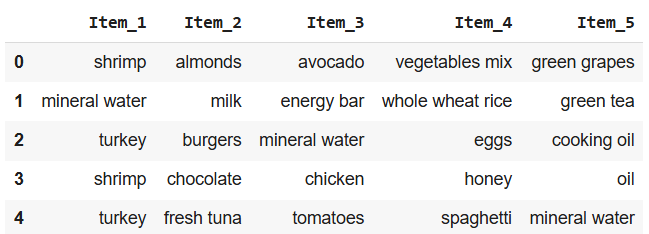 Item_1 Item_2 Item_3 Item_4 Item_5
0 shrimp almonds avocado vegetables mix green grapes
1 mineral water milk energy bar whole wheat rice green tea
2 turkey burgers mineral water eggs cooking oil
3 shrimp chocolate chicken honey oil
4 turkey fresh tuna tomatoes spaghetti mineral water